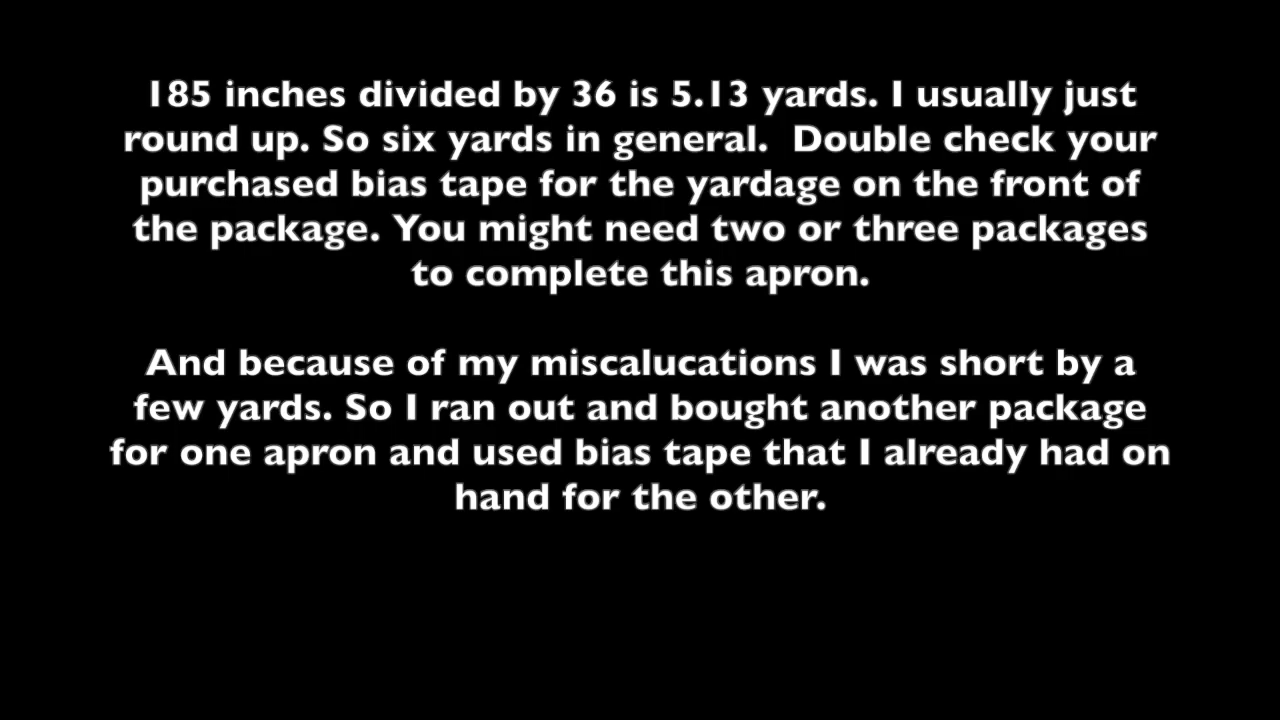 185 inches divided by 36 is 5.13 yards. I usually just
round up. So six yards in general.  Double check your
purchased bias tape for the yardage on the front of
the package. You might need two or three packages
to complete this apron.
And because of my miscalucations I was short by a
few yards. So I ran out and bought another package
for one apron and used bias tape that I already had on
hand for the other.